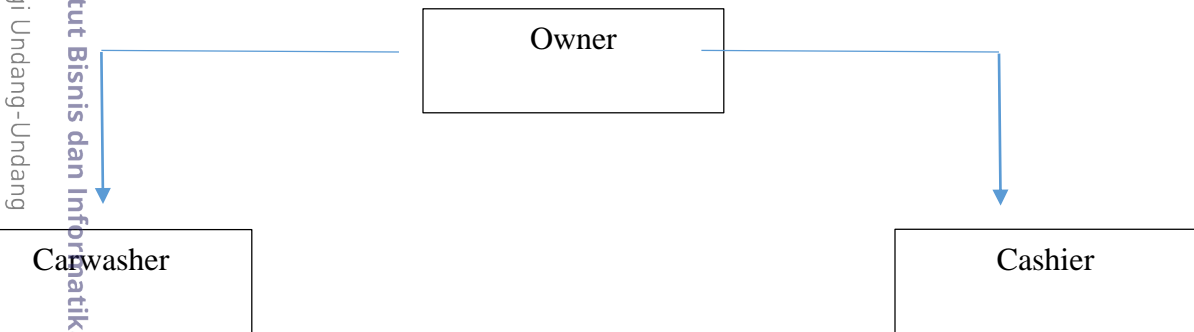 Owner
Carwasher
Cashier
gi Undang-Undang
tut Bisnis dan Informatik